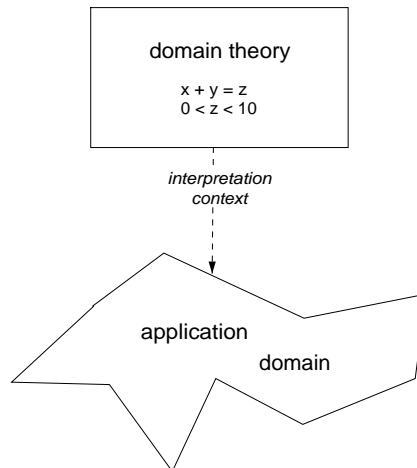 domain theory
x + y = z
0 < z < 10
interpretation
context
application
domain